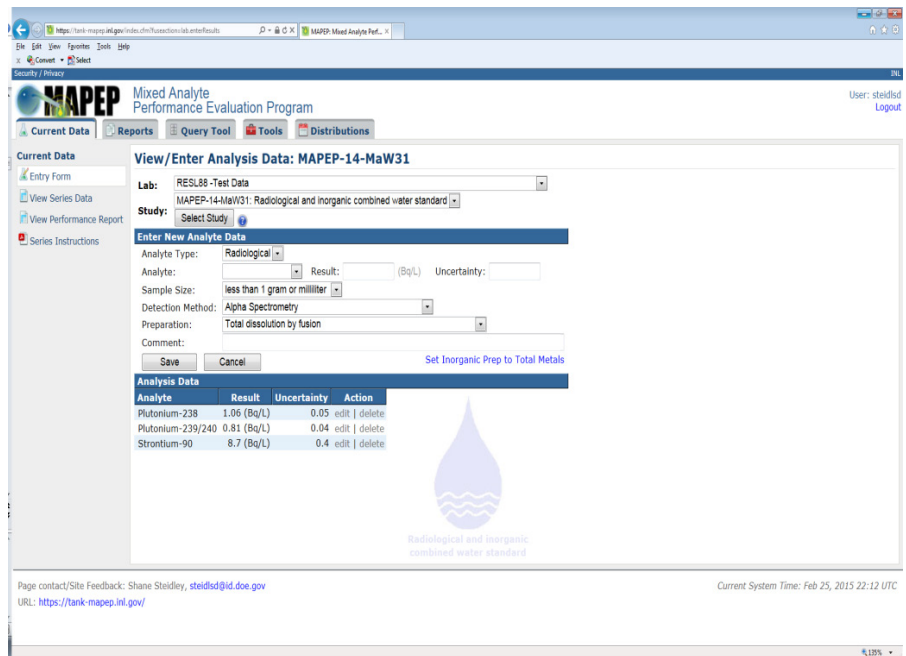 https://tank-mapep.inl.gov/index.cfm?fuseaction=lab.enterResults
MAPEP: Mixed Analyte Perf...
File Edit View Favorites Tools Help
x Convert Select
Security / Privacy INL
MAPEP Mixed Analyte
Performance Evaluation Program
User: steidlsd
Logout
Current Data Reports Query Tool Tools Distributions
Current Data
Entry Form
View Series Data
View Performance Report
Series Instructions
View/Enter Analysis Data: MAPEP-14-MaW31
Lab: RESL88 -Test Data
Study: MAPEP-14-MaW31: Radiological and inorganic combined water standard
Select Study
Enter New Analyte Data
Analyte Type: Radiological
Analyte: Result: (Bq/L) Uncertainty:
Sample Size: less than 1 gram or milliliter
Detection Method: Alpha Spectrometry
Preparation: Total dissolution by fusion
Comment:
Save Cancel Set Inorganic Prep to Total Metals
Analysis Data
Analyte Result Uncertainty Action
Plutonium-238 1.06 (Bq/L) 0.05 edit | delete
Plutonium-239/240 0.81 (Bq/L) 0.04 edit | delete
Strontium-90 8.7 (Bq/L) 0.4 edit | delete
Radiological and inorganic
combined water standard
Page contact/Site Feedback: Shane Steidley, steidlsd@id.doe.gov
URL: https://tank-mapep.inl.gov/
Current System Time: Feb 25, 2015 22:12 UTC
135%